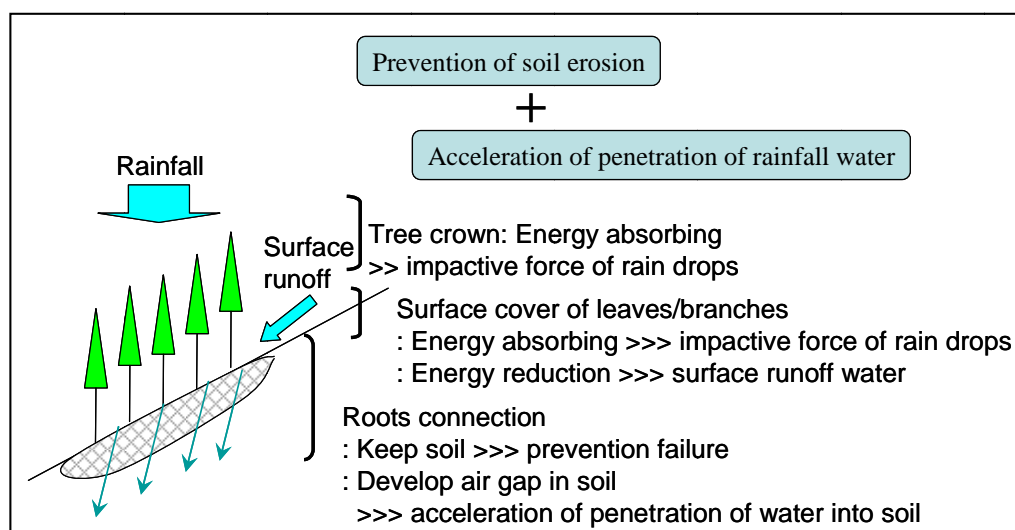 Prevention of soil erosion
+
Acceleration of penetration of rainfall water
Rainfall
Surface
runoff
Tree crown: Energy absorbing
>> impactive force of rain drops
Surface cover of leaves/branches
: Energy absorbing >>> impactive force of rain drops
: Energy reduction >>> surface runoff water
Roots connection
: Keep soil >>> prevention failure
: Develop air gap in soil
>>> acceleration of penetration of water into soil